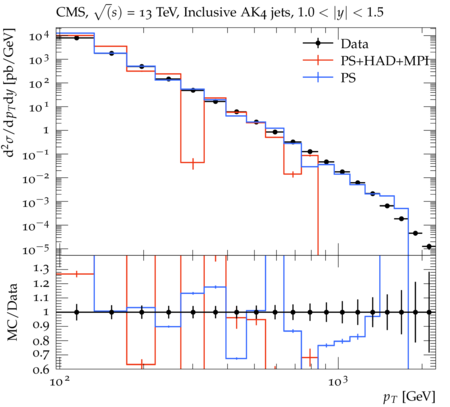 CMS, √(s) = 13 TeV, Inclusive AK4 jets, 1.0 < |y| < 1.5
d²σ/dp_T dy [pb/GeV]
10⁴
10³
10²
10¹
1
10⁻¹
10⁻²
10⁻³
10⁻⁴
10⁻⁵
Data
PS+HAD+MPI
PS
MC/Data
1.3
1.2
1.1
1
0.9
0.8
0.7
0.6
10²
10³
p_T [GeV]